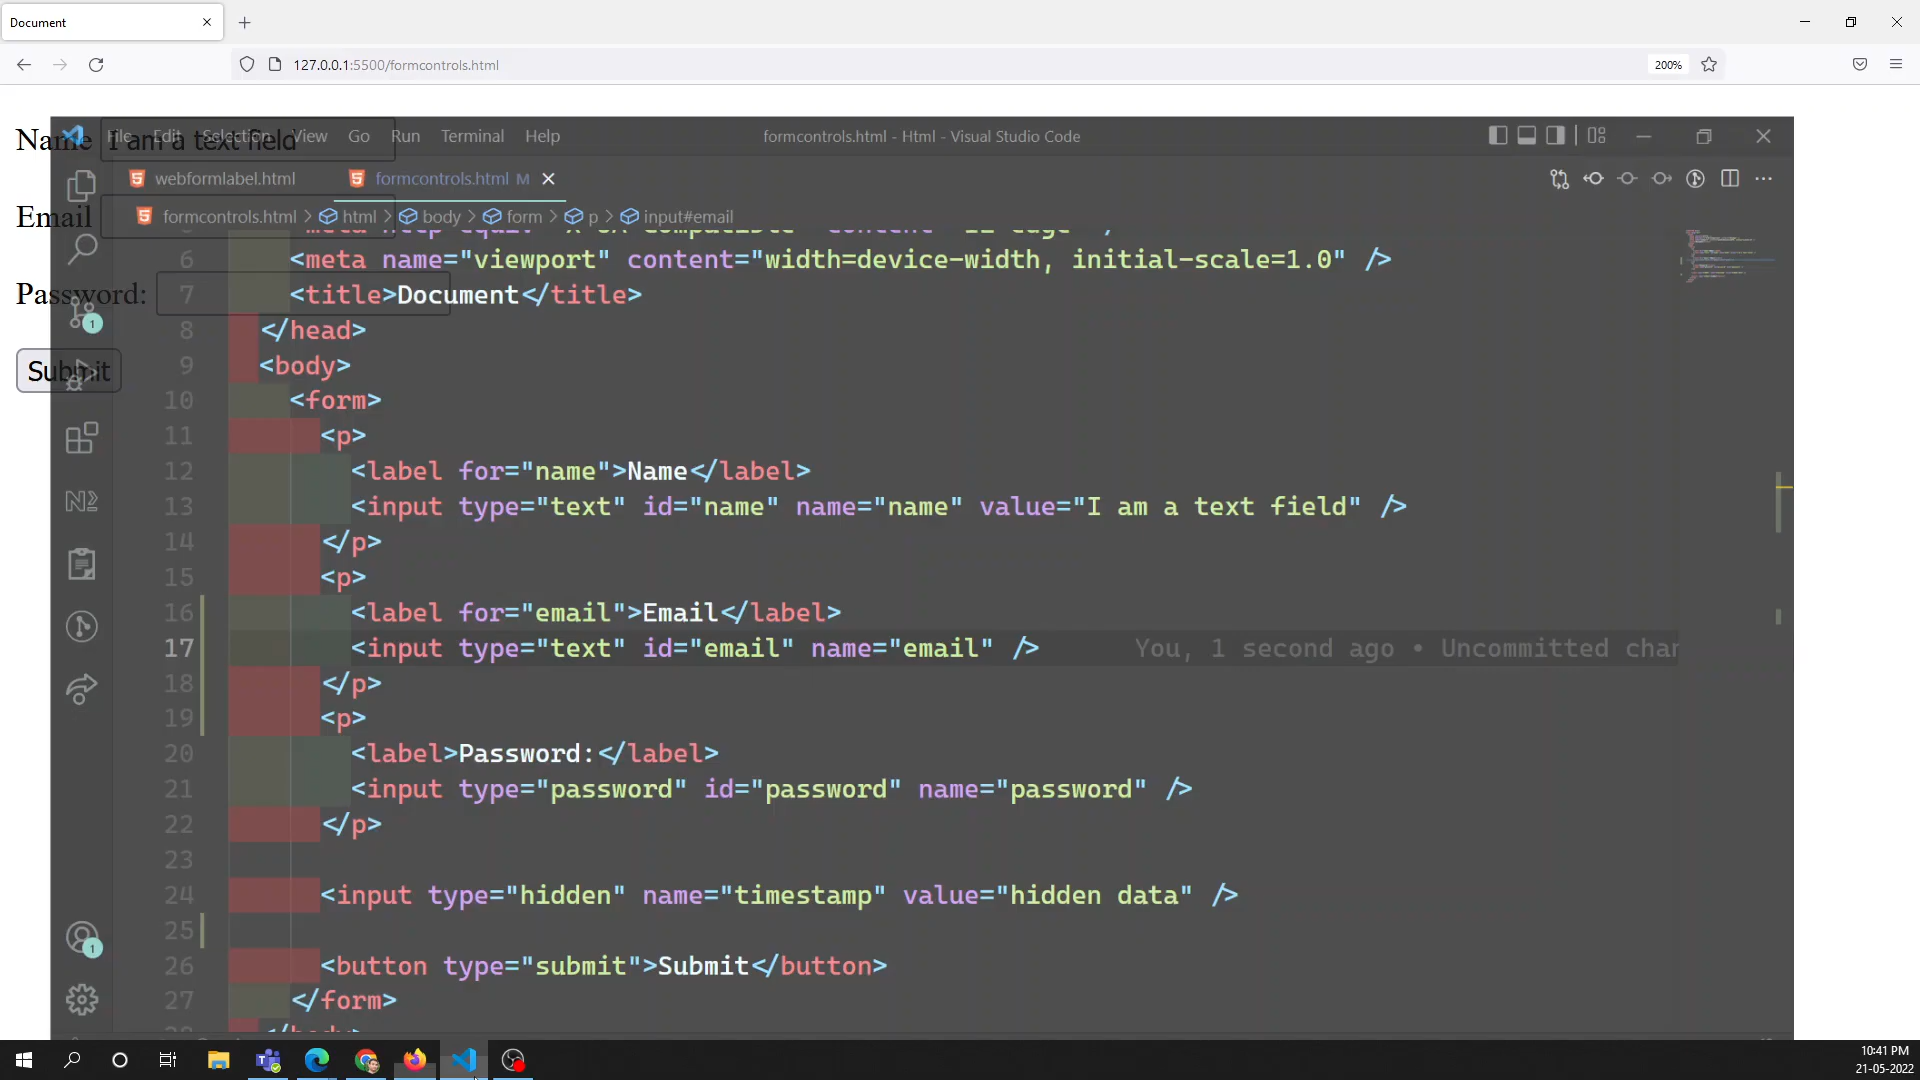 Document
127.0.0.1:5500/formcontrols.html
200%
Name I am a text field
Email
Password:
Submit
File Edit Selection View Go Run Terminal Help
formcontrols.html - Html - Visual Studio Code
webformlabel.html
formcontrols.html M
formcontrols.html > html > body > form > p > input#email
6 <meta name="viewport" content="width=device-width, initial-scale=1.0" />
7 <title>Document</title>
8 </head>
9 <body>
10 <form>
11 <p>
12 <label for="name">Name</label>
13 <input type="text" id="name" name="name" value="I am a text field" />
14 </p>
15 <p>
16 <label for="email">Email</label>
17 <input type="text" id="email" name="email" /> You, 1 second ago • Uncommitted
18 </p>
19 <p>
20 <label>Password:</label>
21 <input type="password" id="password" name="password" />
22 </p>
23
24 <input type="hidden" name="timestamp" value="hidden data" />
25
26 <button type="submit">Submit</button>
27 </form>
1
1
10:41 PM
21-05-2022